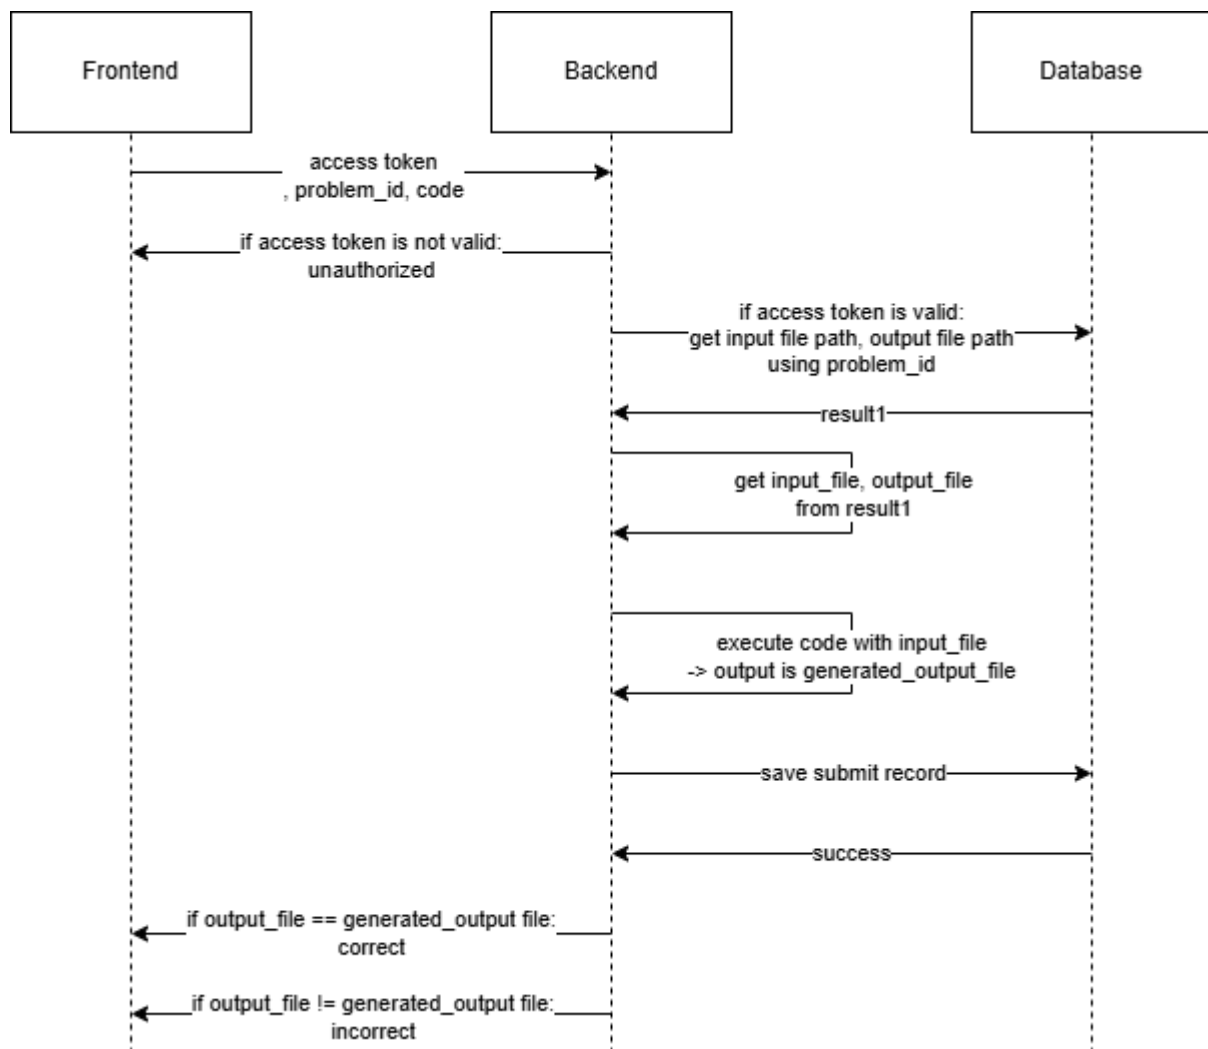 Frontend
Backend
Database
access token
, problem_id, code
if access token is not valid:
unauthorized
if access token is valid:
get input file path, output file path
using problem_id
result1
get input_file, output_file
from result1
execute code with input_file
-> output is generated_output_file
save submit record
success
if output_file == generated_output file:
correct
if output_file != generated_output file:
incorrect